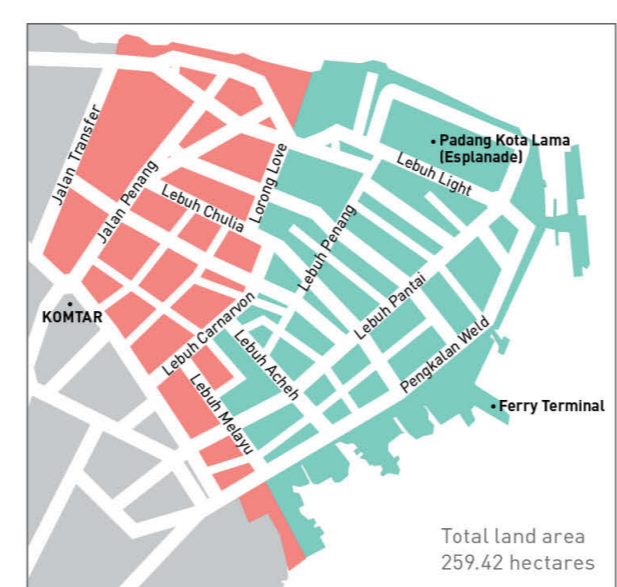 Padang Kota Lama
(Esplanade)
Lebuh Light
Jalan Transfer
Jalan Penang
Lorong Love
Lebuh Chulia
Lebuh Penang
KOMTAR
Lebuh Carnarvon
Lebuh Pantai
Lebuh Acheh
Pengkalan Weld
Lebuh Melayu
Ferry Terminal
Total land area
259.42 hectares